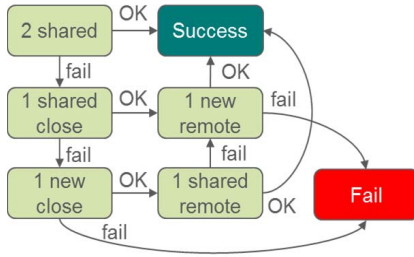 2 shared
OK
Success
fail
OK
1 shared
close
OK
1 new
remote
fail
fail
fail
1 new
close
OK
1 shared
remote
OK
Fail
fail